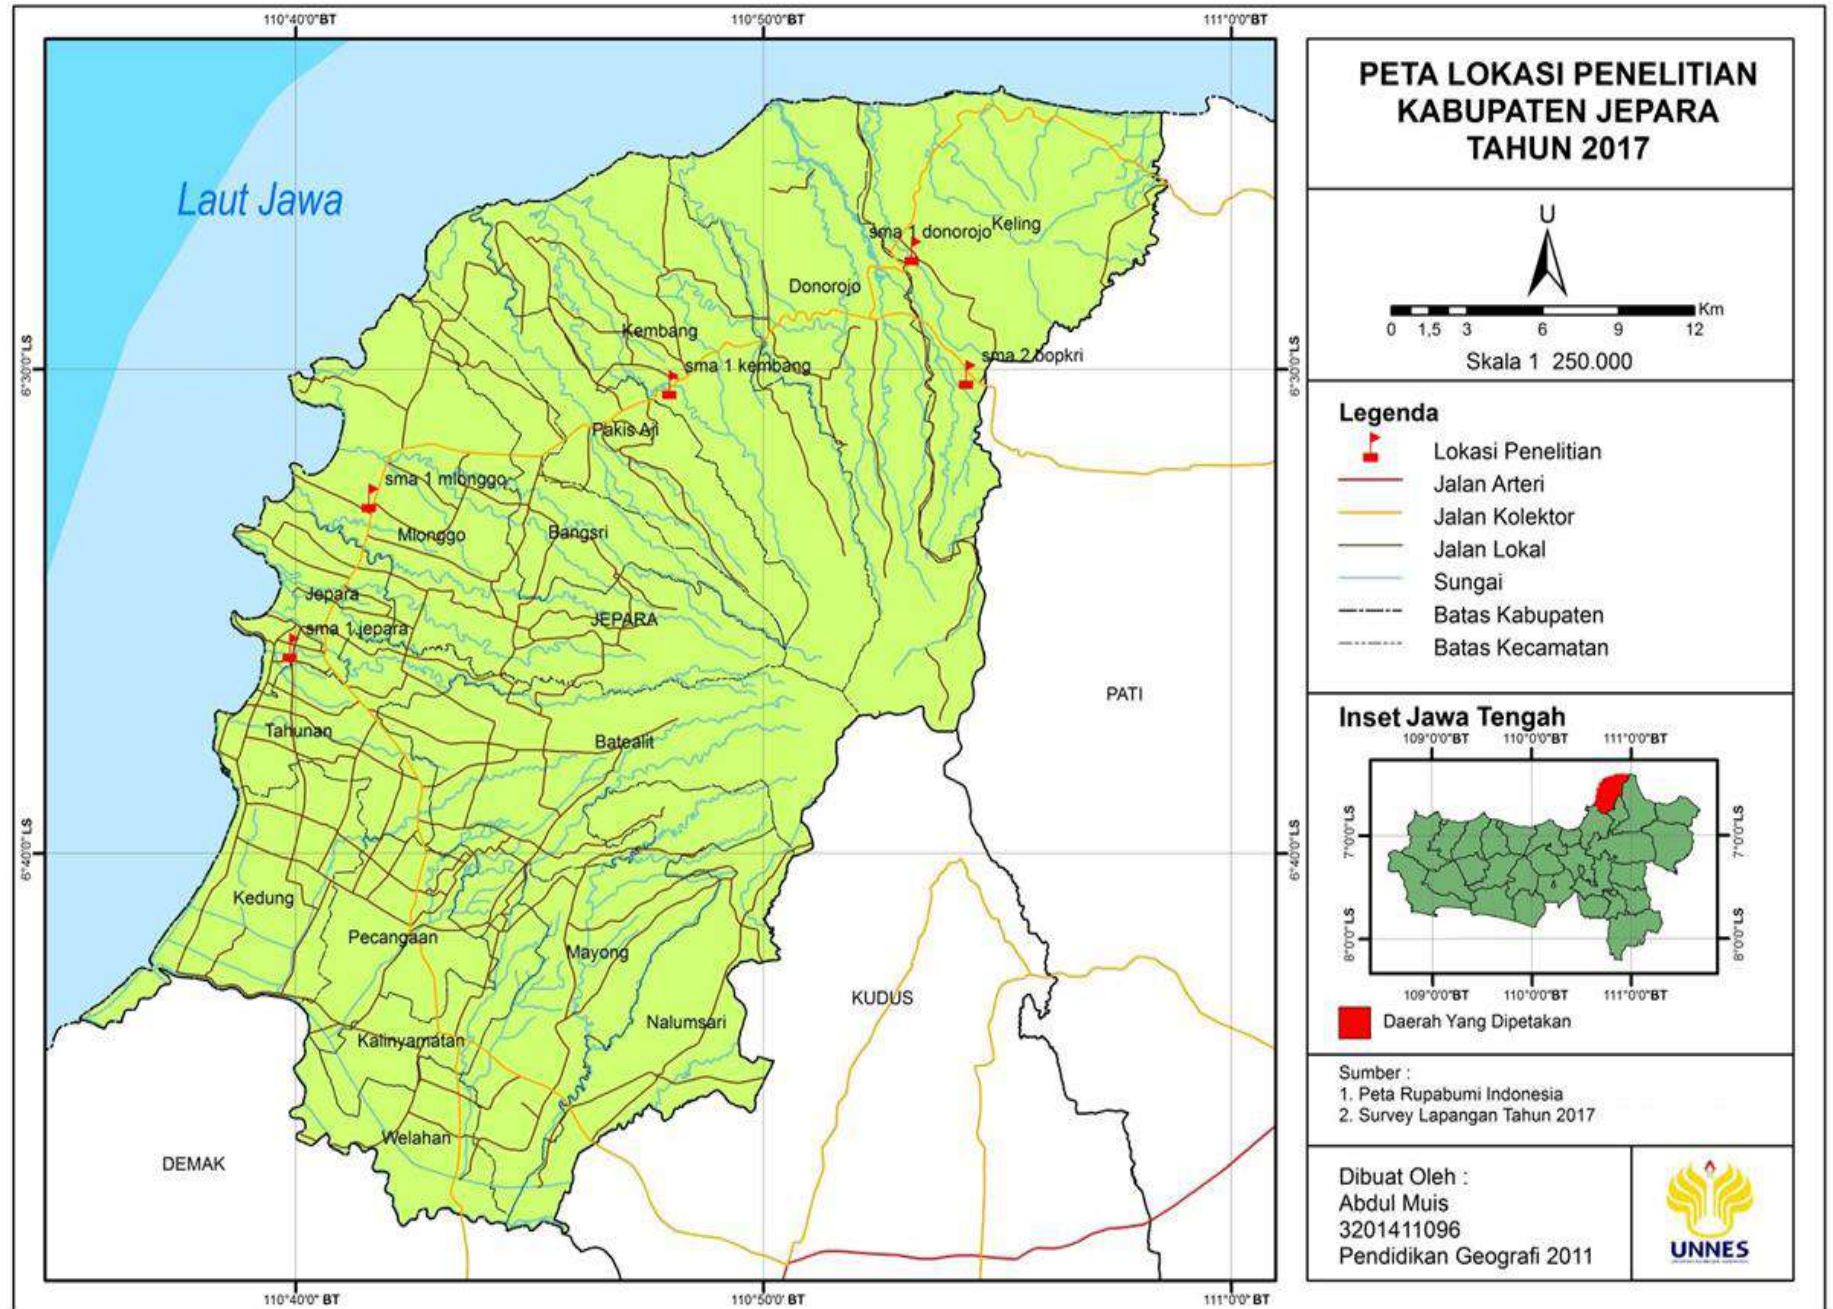 110°40'0"BT
110°50'0"BT
111°0'0"BT
6°30'0"LS
6°40'0"LS
6°30'0"LS
6°40'0"LS
110°40'0"BT
110°50'0"BT
111°0'0"BT
Laut Jawa
sma 1 donorojo
Keling
Donorojo
Kembang
sma 2 bopkri
sma 1 kembang
Pakis Aji
sma 1 mlonggo
Mlonggo
Bangsri
Jepara
JEPARA
sma 1 jepara
PATI
Tahunan
Batealit
Kedung
Pecangaan
Mayong
KUDUS
Nalumsari
Kalinyamatan
Welahan
DEMAK
PETA LOKASI PENELITIAN
KABUPATEN JEPARA
TAHUN 2017
U
Km
0 1,5 3 6 9 12
Skala 1 250.000
Legenda
Lokasi Penelitian
Jalan Arteri
Jalan Kolektor
Jalan Lokal
Sungai
Batas Kabupaten
Batas Kecamatan
Inset Jawa Tengah
109°0'0"BT 110°0'0"BT 111°0'0"BT
7°0'0"LS
7°0'0"LS
8°0'0"LS
8°0'0"LS
109°0'0"BT 110°0'0"BT 111°0'0"BT
Daerah Yang Dipetakan
Sumber :
1. Peta Rupabumi Indonesia
2. Survey Lapangan Tahun 2017
Dibuat Oleh :
Abdul Muis
3201411096
Pendidikan Geografi 2011
UNNES